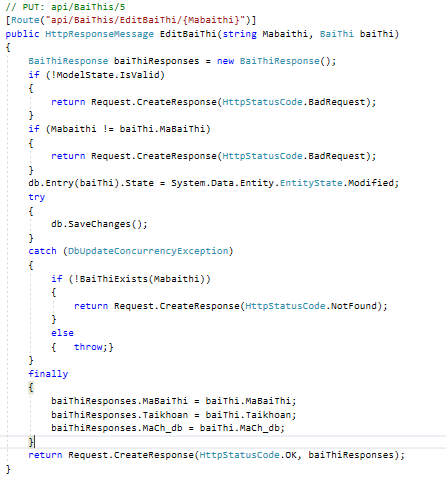 // PUT: api/BaiThis/5
[Route("api/BaiThis/EditBaiThi/{Mabaithi}")]
public HttpResponseMessage EditBaiThi(string Mabaithi, BaiThi baiThi)
{
BaiThiResponse baiThiResponses = new BaiThiResponse();
if (!ModelState.IsValid)
{
return Request.CreateResponse(HttpStatusCode.BadRequest);
}
if (Mabaithi != baiThi.MaBaiThi)
{
return Request.CreateResponse(HttpStatusCode.BadRequest);
}
db.Entry(baiThi).State = System.Data.Entity.EntityState.Modified;
try
{
db.SaveChanges();
}
catch (DbUpdateConcurrencyException)
{
if (!BaiThiExists(Mabaithi))
{
return Request.CreateResponse(HttpStatusCode.NotFound);
}
else
{ throw;}
}
finally
{
baiThiResponses.MaBaiThi = baiThi.MaBaiThi;
baiThiResponses.Taikhoan = baiThi.Taikhoan;
baiThiResponses.MaCh_db = baiThi.MaCh_db;
}
return Request.CreateResponse(HttpStatusCode.OK, baiThiResponses);
}